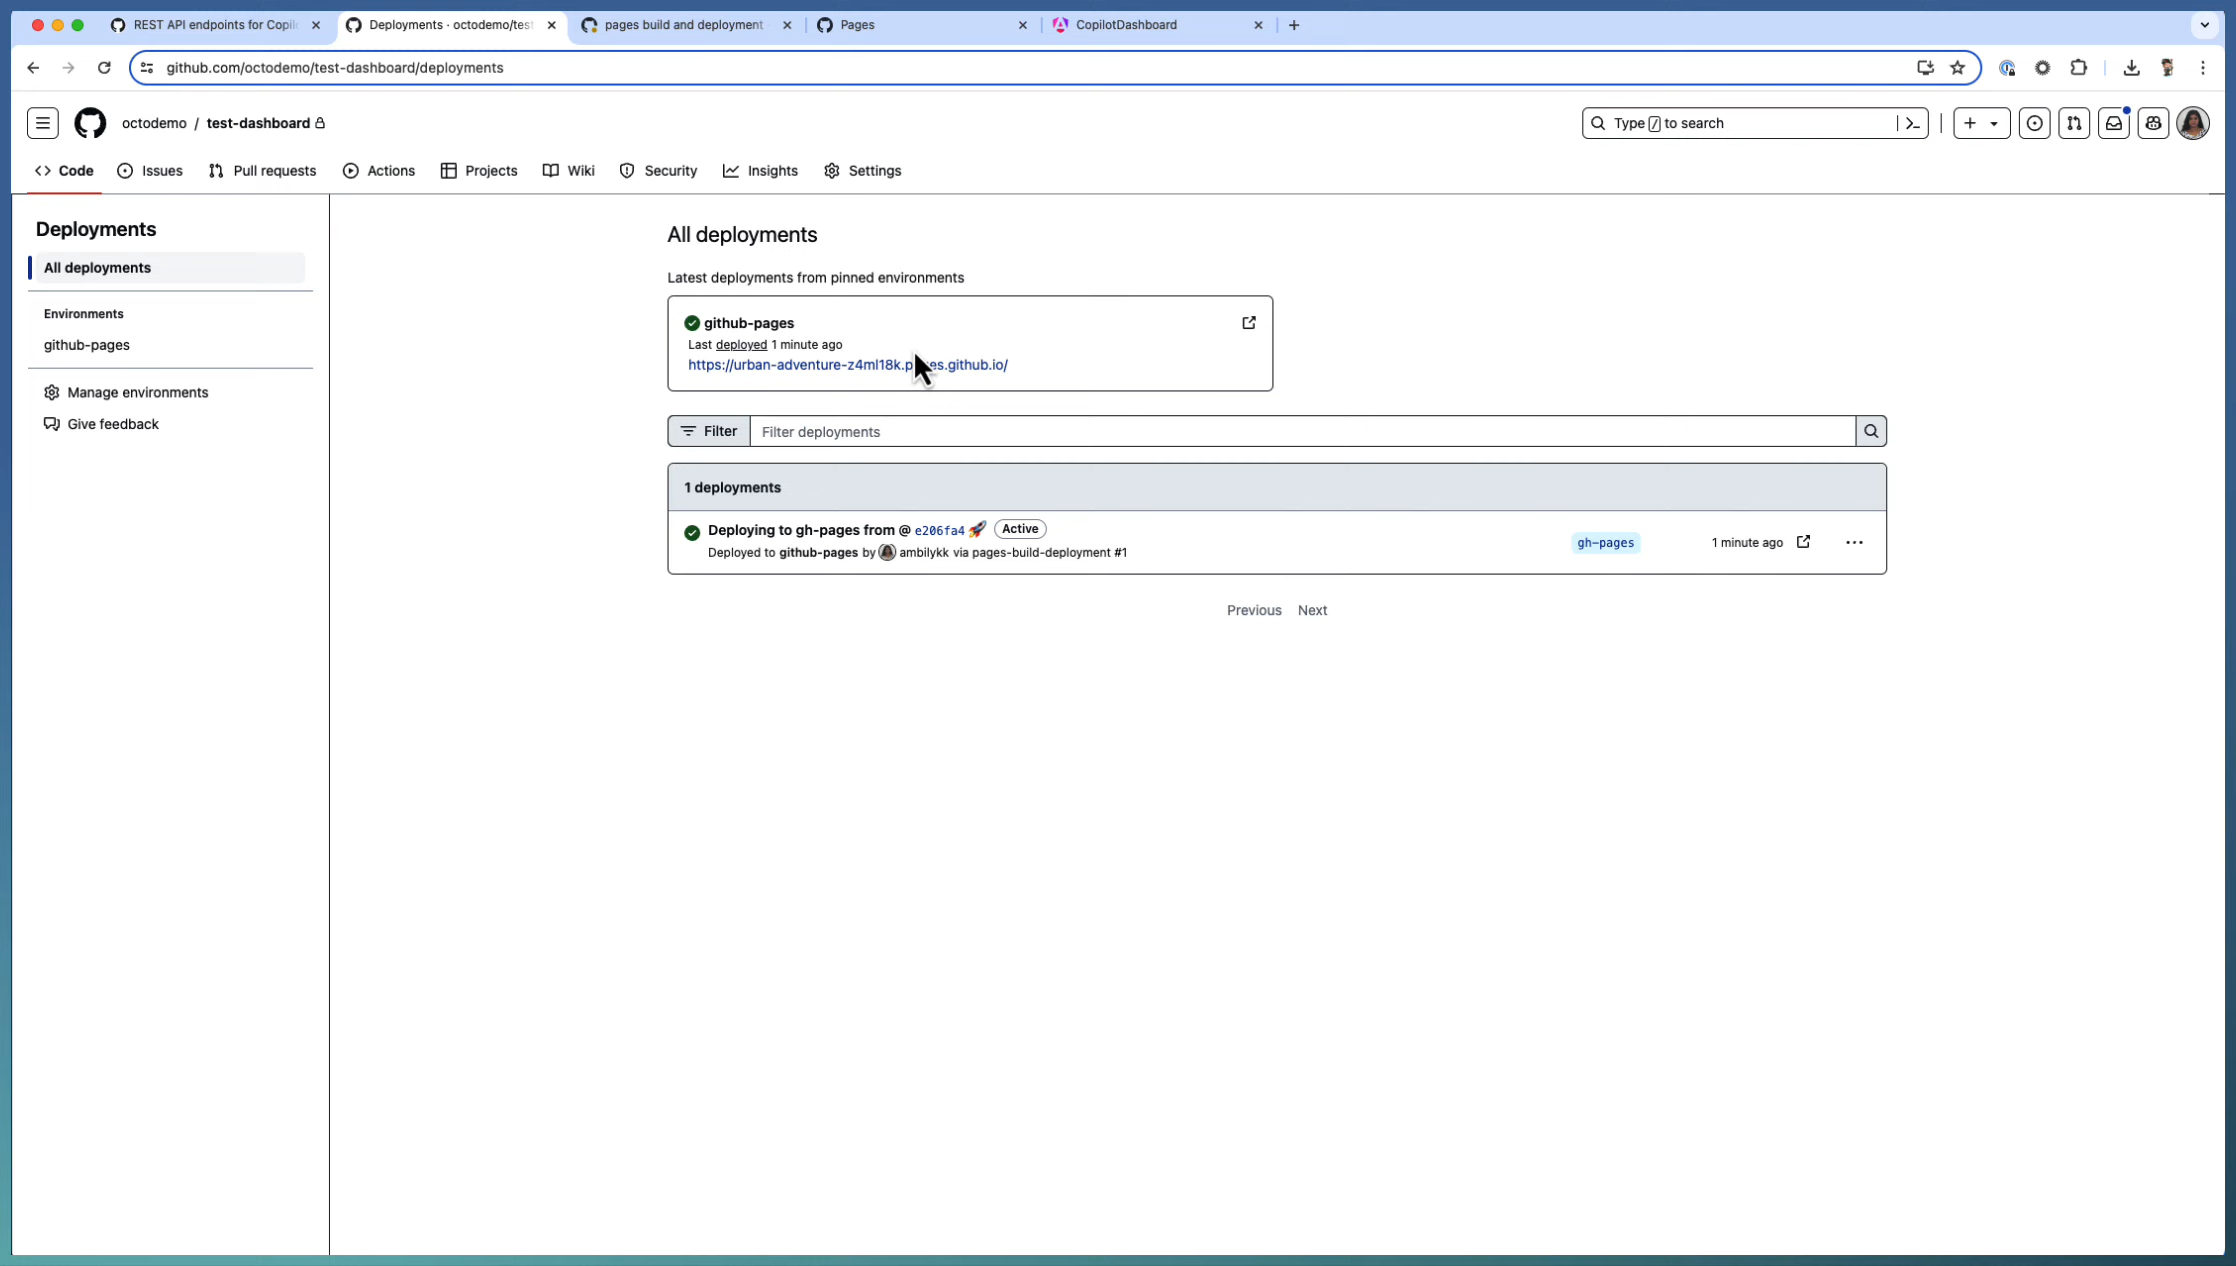 REST API endpoints for Copil
Deployments · octodemo/test
pages build and deployment
Pages
CopilotDashboard
github.com/octodemo/test-dashboard/deployments
octodemo / test-dashboard
Type / to search
Code
Issues
Pull requests
Actions
Projects
Wiki
Security
Insights
Settings
Deployments
All deployments
Environments
github-pages
Manage environments
Give feedback
All deployments
Latest deployments from pinned environments
github-pages
Last deployed 1 minute ago
https://urban-adventure-z4ml18k.pages.github.io/
Filter
Filter deployments
1 deployments
Deploying to gh-pages from @ e206fa4 🚀 Active
Deployed to github-pages by ambilykk via pages-build-deployment #1
gh-pages
1 minute ago
Previous Next